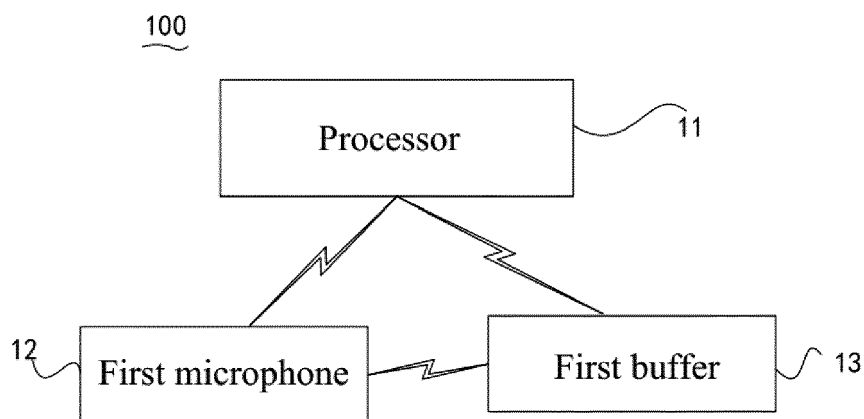 100
Processor
11
12
First microphone
First buffer
13